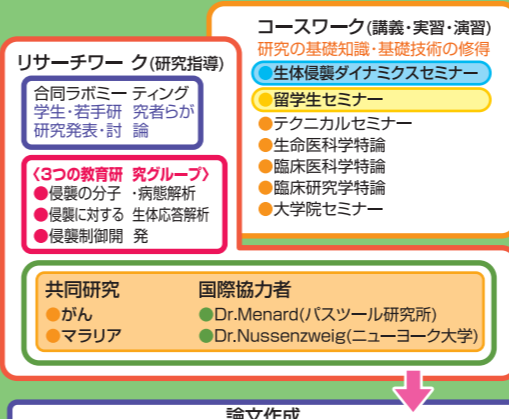 コースワーク(講義・実習・演習)
研究の基礎知識・基礎技術の修得
●生体侵襲ダイナミクスセミナー
●留学生セミナー
●テクニカルセミナー
●生命医科学特論
●臨床医科学特論
●臨床研究学特論
●大学院セミナー
リサーチワーク(研究指導)
合同ラボミーティング
学生・若手研究者らが
研究発表・討論
〈3つの教育研究グループ〉
●侵襲の分子・病態解析
●侵襲に対する生体応答解析
●侵襲制御開発
共同研究
●がん
●マラリア
国際協力者
●Dr.Menard(パスツール研究所)
●Dr.Nussenzweig(ニューヨーク大学)
論文作成